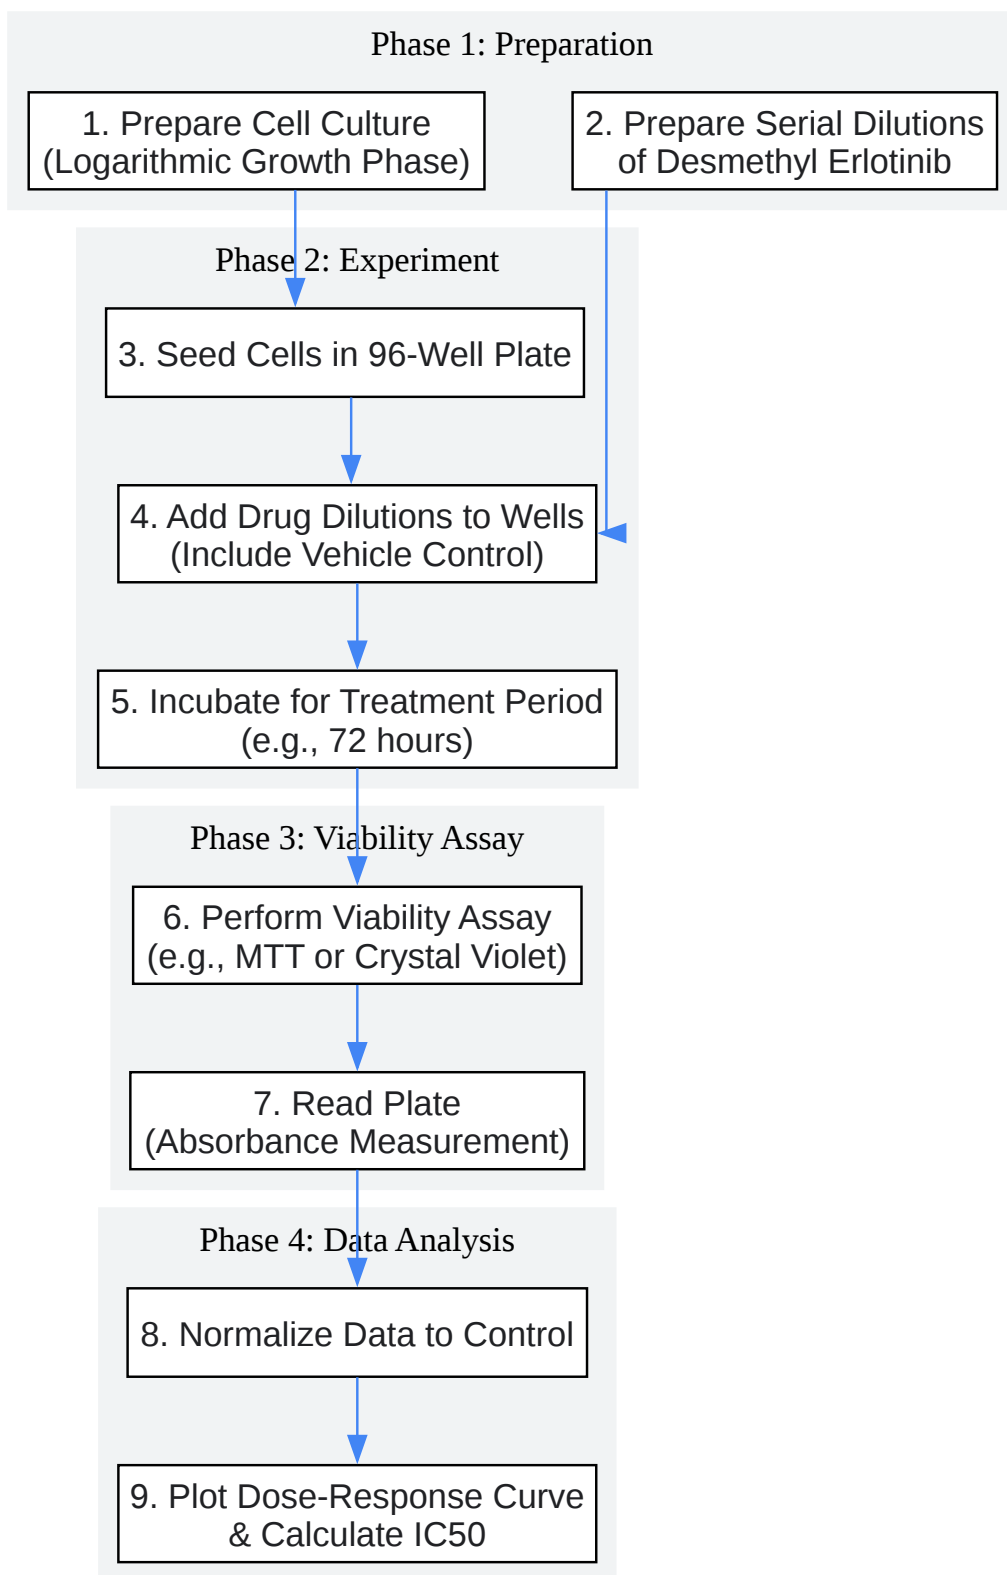 Phase 1: Preparation
1. Prepare Cell Culture
(Logarithmic Growth Phase)
2. Prepare Serial Dilutions
of Desmethyl Erlotinib
Phase 2: Experiment
3. Seed Cells in 96-Well Plate
4. Add Drug Dilutions to Wells
(Include Vehicle Control)
5. Incubate for Treatment Period
(e.g., 72 hours)
Phase 3: Viability Assay
6. Perform Viability Assay
(e.g., MTT or Crystal Violet)
7. Read Plate
(Absorbance Measurement)
Phase 4: Data Analysis
8. Normalize Data to Control
9. Plot Dose-Response Curve
& Calculate IC50